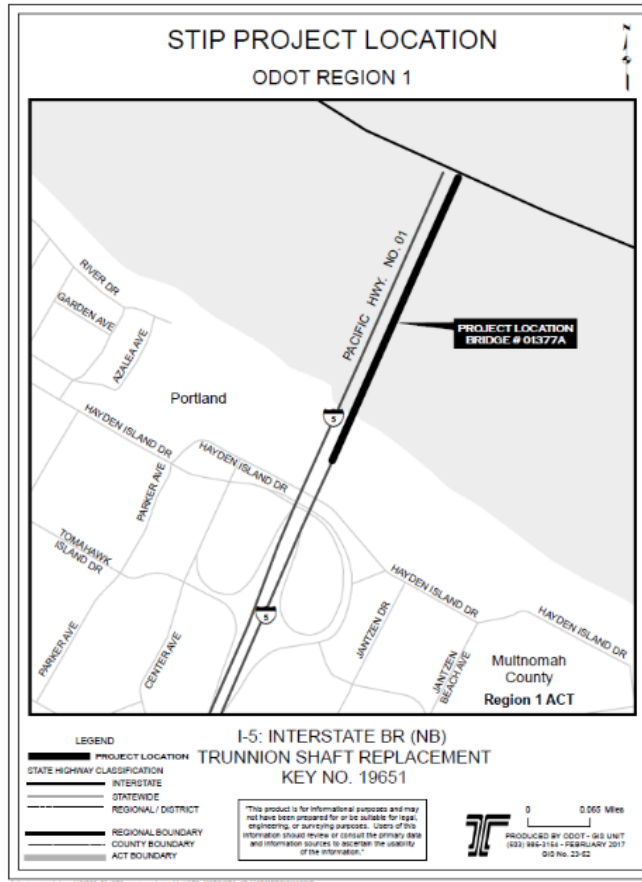 STIP PROJECT LOCATION
ODOT REGION 1
N
PACIFIC HWY. NO. 01
PROJECT LOCATION
BRIDGE # 01377A
RIVER DR
GARDEN AVE
AZALEA AVE
Portland
5
HAYDEN ISLAND DR
HAYDEN ISLAND DR
PARKER AVE
TOMAHAWK
ISLAND DR
HAYDEN ISLAND DR
HAYDEN ISLAND DR
5
PARKER AVE
CENTER AVE
JANTZEN DR
JANTZEN
BEACH AVE
Multnomah
County
Region 1 ACT
LEGEND
PROJECT LOCATION
STATE HIGHWAY CLASSIFICATION
INTERSTATE
STATEWIDE
REGIONAL / DISTRICT
REGIONAL BOUNDARY
COUNTY BOUNDARY
ACT BOUNDARY
I-5: INTERSTATE BR (NB)
TRUNNION SHAFT REPLACEMENT
KEY NO. 19651
"This product is for informational purposes and may
not have been prepared for or be suitable for legal,
engineering, or surveying purposes. Users of this
information should review or consult the primary data
and information sources to ascertain the usability
of the information."
0 0.065 Miles
PRODUCED BY ODOT - GIS UNIT
(503) 986-3154 - FEBRUARY 2017
GIS No. 23-52